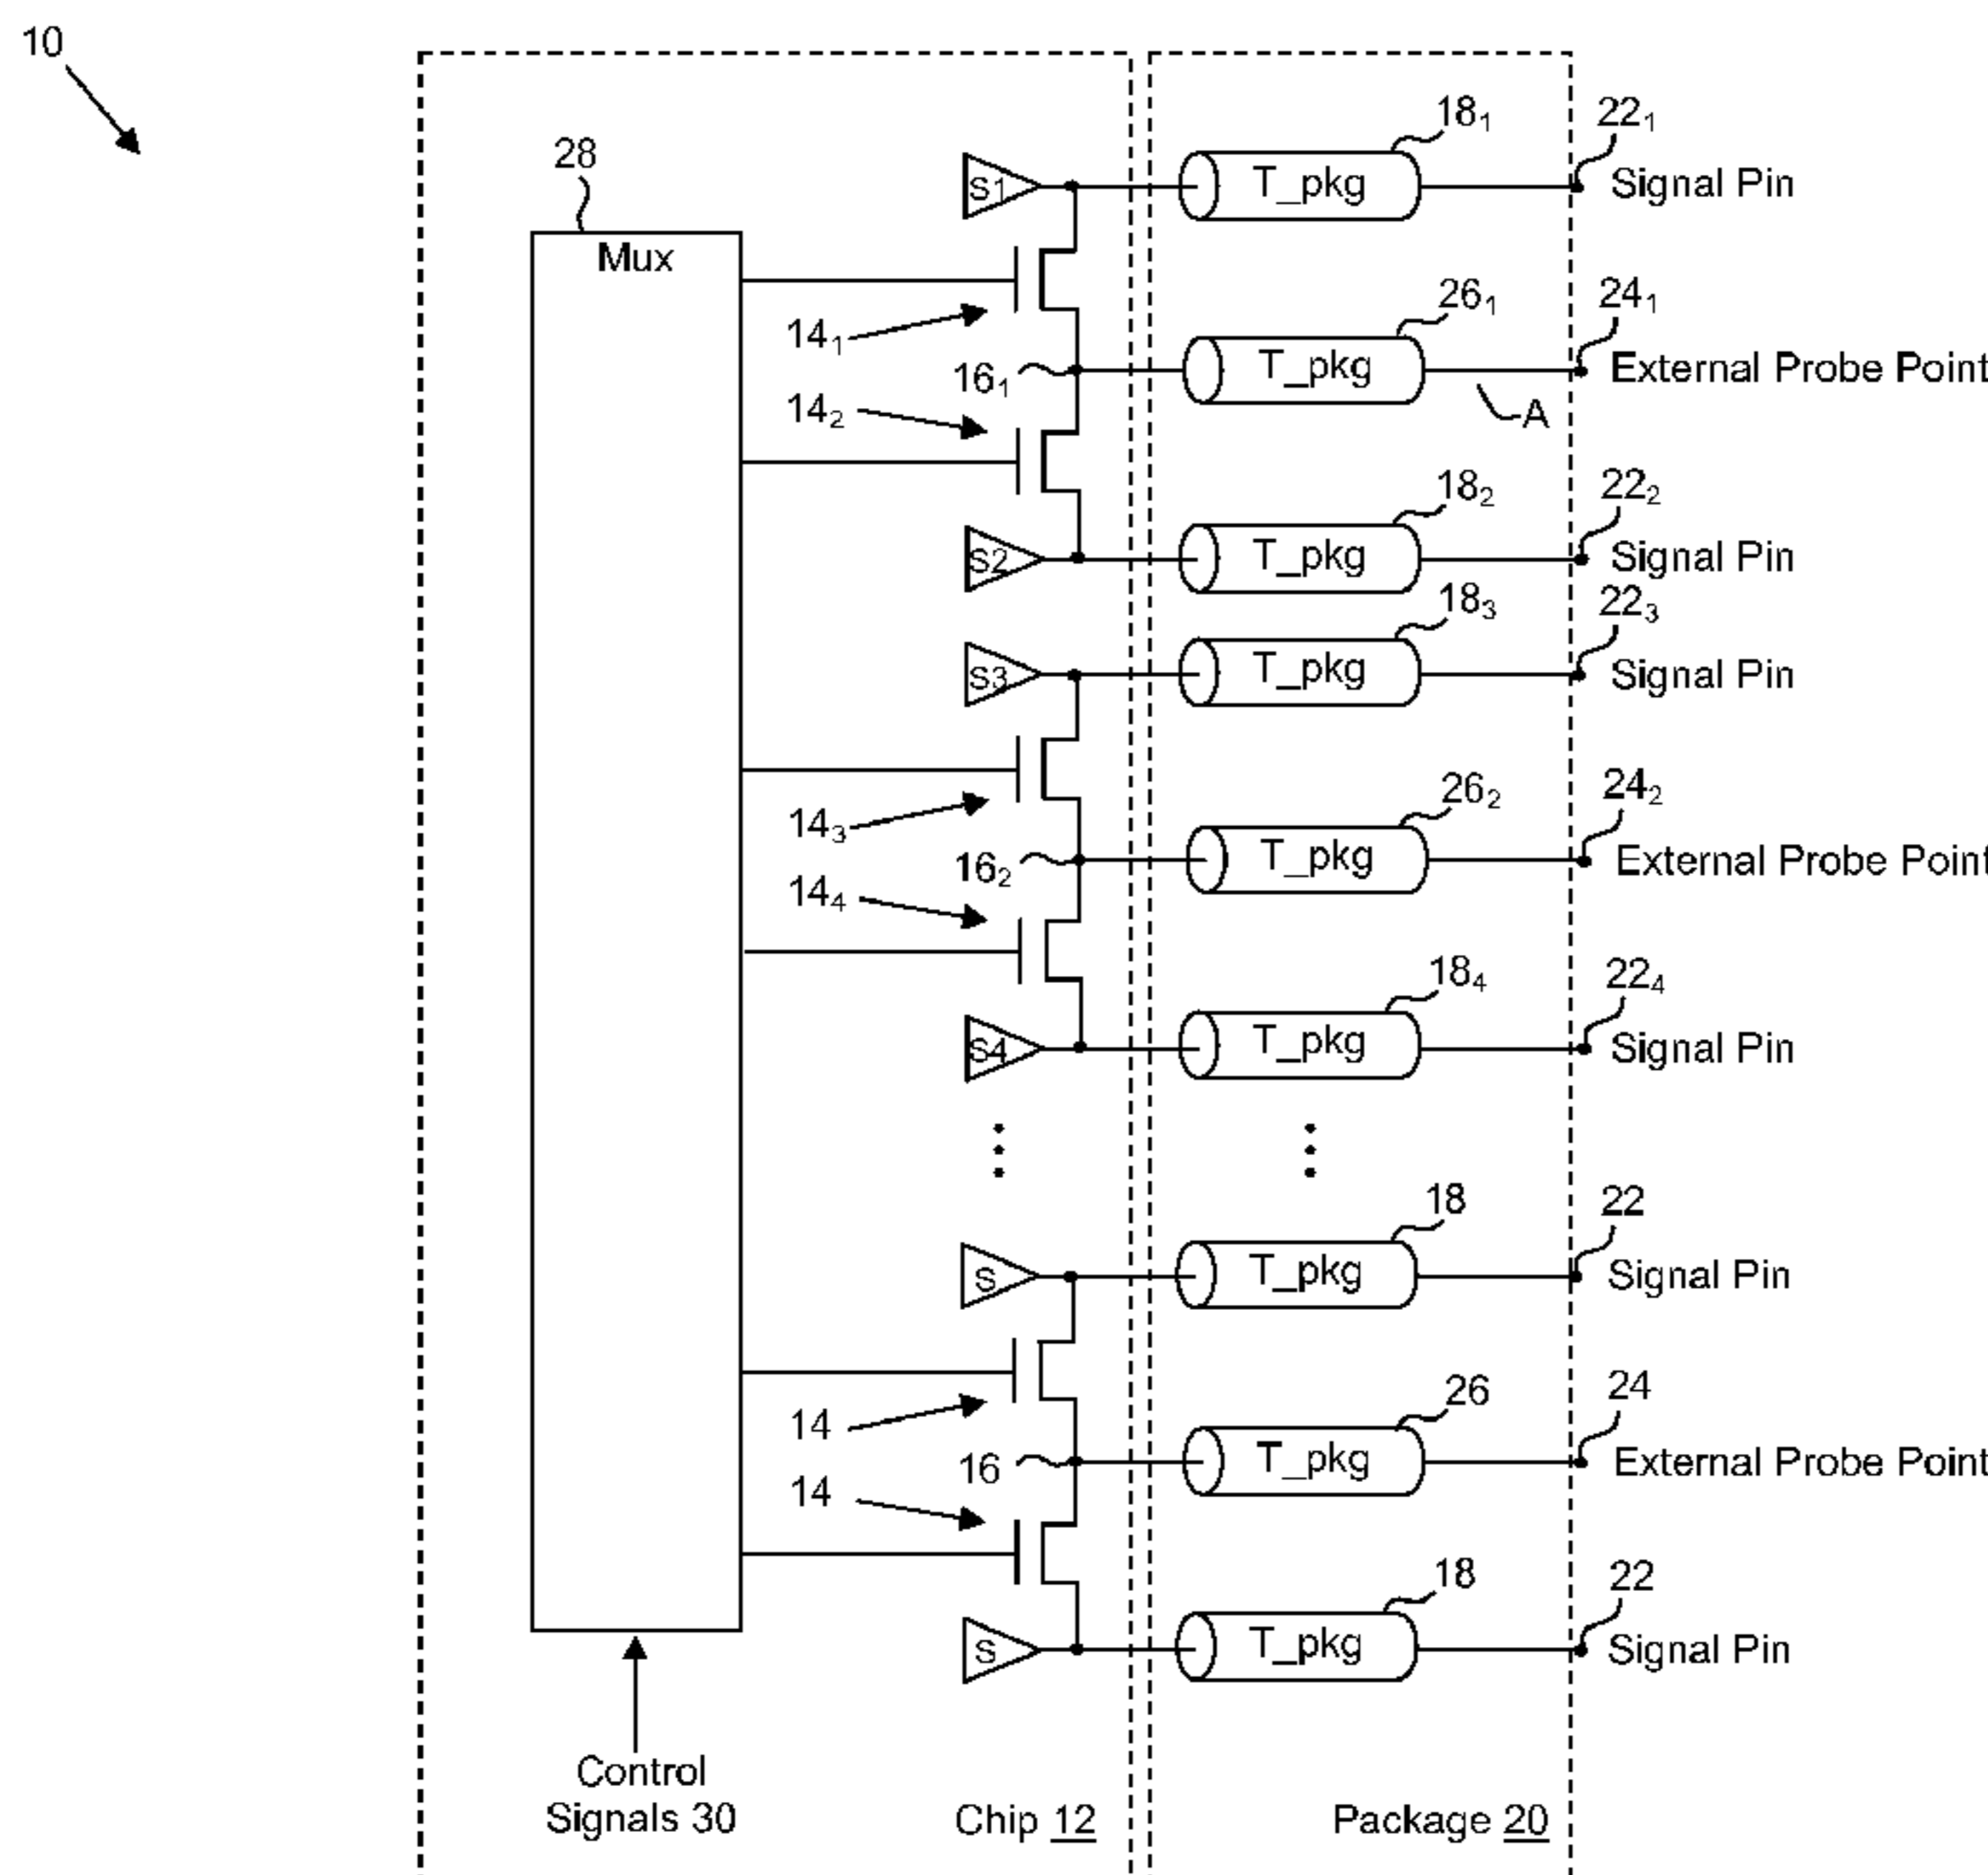 10
18₁
22₁
28
S1
T_pkg
Signal Pin
Mux
26₁
24₁
14₁
16₁
T_pkg
External Probe Point
14₂
A
18₂
22₂
S2
T_pkg
Signal Pin
18₃
22₃
S3
T_pkg
Signal Pin
26₂
24₂
14₃
16₂
T_pkg
External Probe Point
14₄
18₄
22₄
S4
T_pkg
Signal Pin
18
22
S
T_pkg
Signal Pin
26
24
14
16
T_pkg
External Probe Point
14
18
22
S
T_pkg
Signal Pin
Control
Signals 30
Chip 12
Package 20